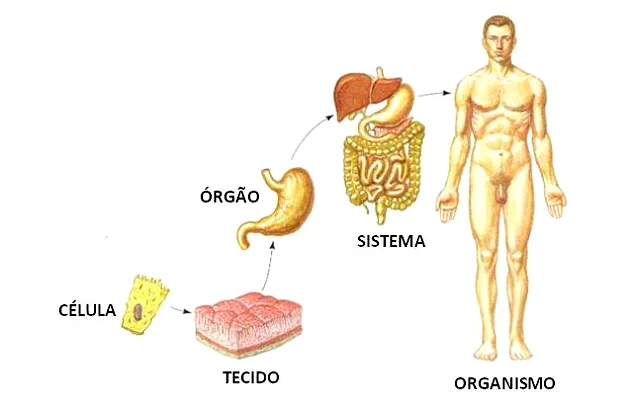 CÉLULA
TECIDO
ÓRGÃO
SISTEMA
ORGANISMO